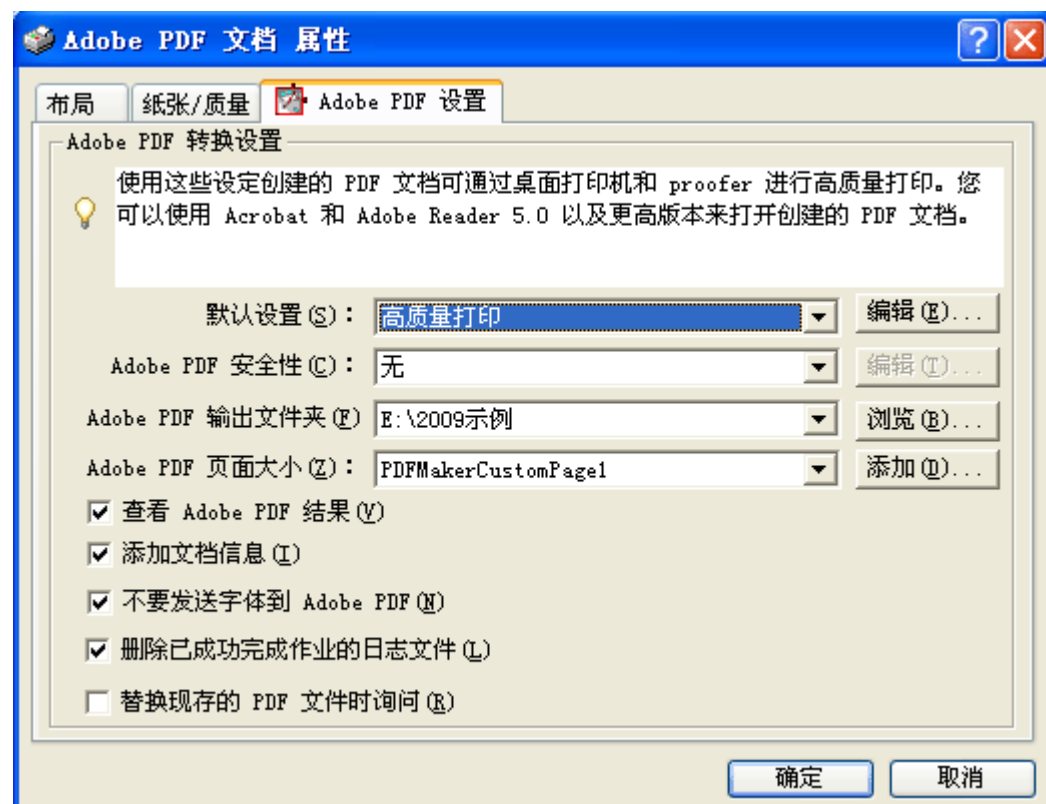 Adobe PDF 文档 属性
布局 纸张/质量 Adobe PDF 设置
Adobe PDF 转换设置
使用这些设定创建的 PDF 文档可通过桌面打印机和 proofer 进行高质量打印。您
可以使用 Acrobat 和 Adobe Reader 5.0 以及更高版本来打开创建的 PDF 文档。
默认设置(S): 高质量打印 编辑(E)...
Adobe PDF 安全性(C): 无 编辑(T)...
Adobe PDF 输出文件夹(F) E:\2009示例 浏览(B)...
Adobe PDF 页面大小(Z): PDFMakerCustomPage1 添加(D)...
查看 Adobe PDF 结果(V)
添加文档信息(I)
不要发送字体到 Adobe PDF(N)
删除已成功完成作业的日志文件(L)
替换现存的 PDF 文件时询问(R)
确定 取消